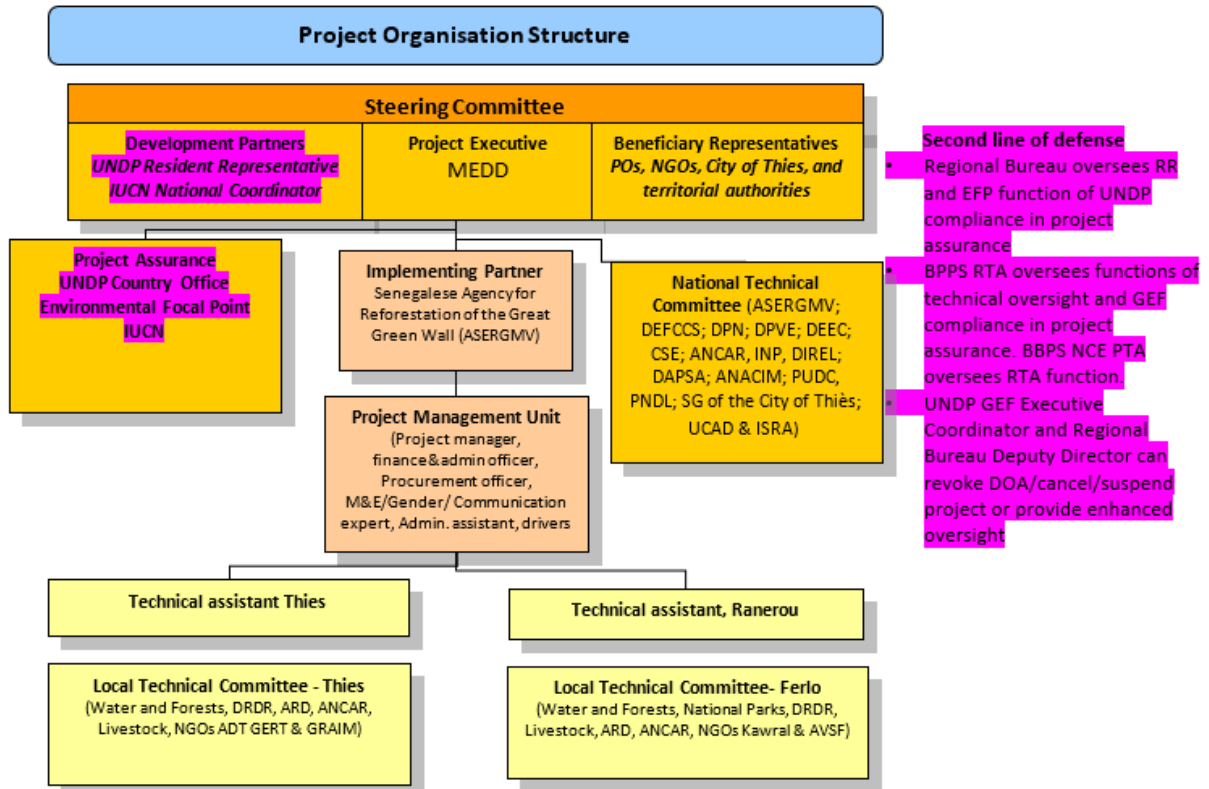 Project Organisation Structure
Steering Committee
Development Partners
UNDP Resident Representative
IUCN National Coordinator
Project Executive
MEDD
Beneficiary Representatives
POs, NGOs, City of Thies, and
territorial authorities
Project Assurance
UNDP Country Office
Environmental Focal Point
IUCN
Implementing Partner
Senegalese Agency for
Reforestation of the Great
Green Wall (ASERGMV)
National Technical
Committee (ASERGMV;
DEFCCS; DPN; DPVE; DEEC;
CSE; ANCAR, INP, DIREL;
DAPSA; ANACIM; PUDC,
PNDL; SG of the City of Thiès;
UCAD & ISRA)
Project Management Unit
(Project manager,
finance&admin officer,
Procurement officer,
M&E/Gender/ Communication
expert, Admin. assistant, drivers
Technical assistant Thies
Technical assistant, Ranerou
Local Technical Committee - Thies
(Water and Forests, DRDR, ARD, ANCAR,
Livestock, NGOs ADT GERT & GRAIM)
Local Technical Committee- Ferlo
(Water and Forests, National Parks, DRDR,
Livestock, ARD, ANCAR, NGOs Kawral & AVSF)
Second line of defense
• Regional Bureau oversees RR
and EFP function of UNDP
compliance in project
assurance
• BPPS RTA oversees functions of
technical oversight and GEF
compliance in project
assurance. BBPS NCE PTA
oversees RTA function.
• UNDP GEF Executive
Coordinator and Regional
Bureau Deputy Director can
revoke DOA/cancel/suspend
project or provide enhanced
oversight